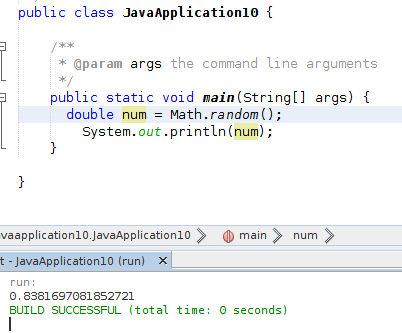 public class JavaApplication10 {
/**
* @param args the command line arguments
*/
public static void main(String[] args) {
double num = Math.random();
System.out.println(num);
}
}
vaapplication10.JavaApplication10 main num
t - JavaApplication10 (run) ×
run:
0.8381697081852721
BUILD SUCCESSFUL (total time: 0 seconds)